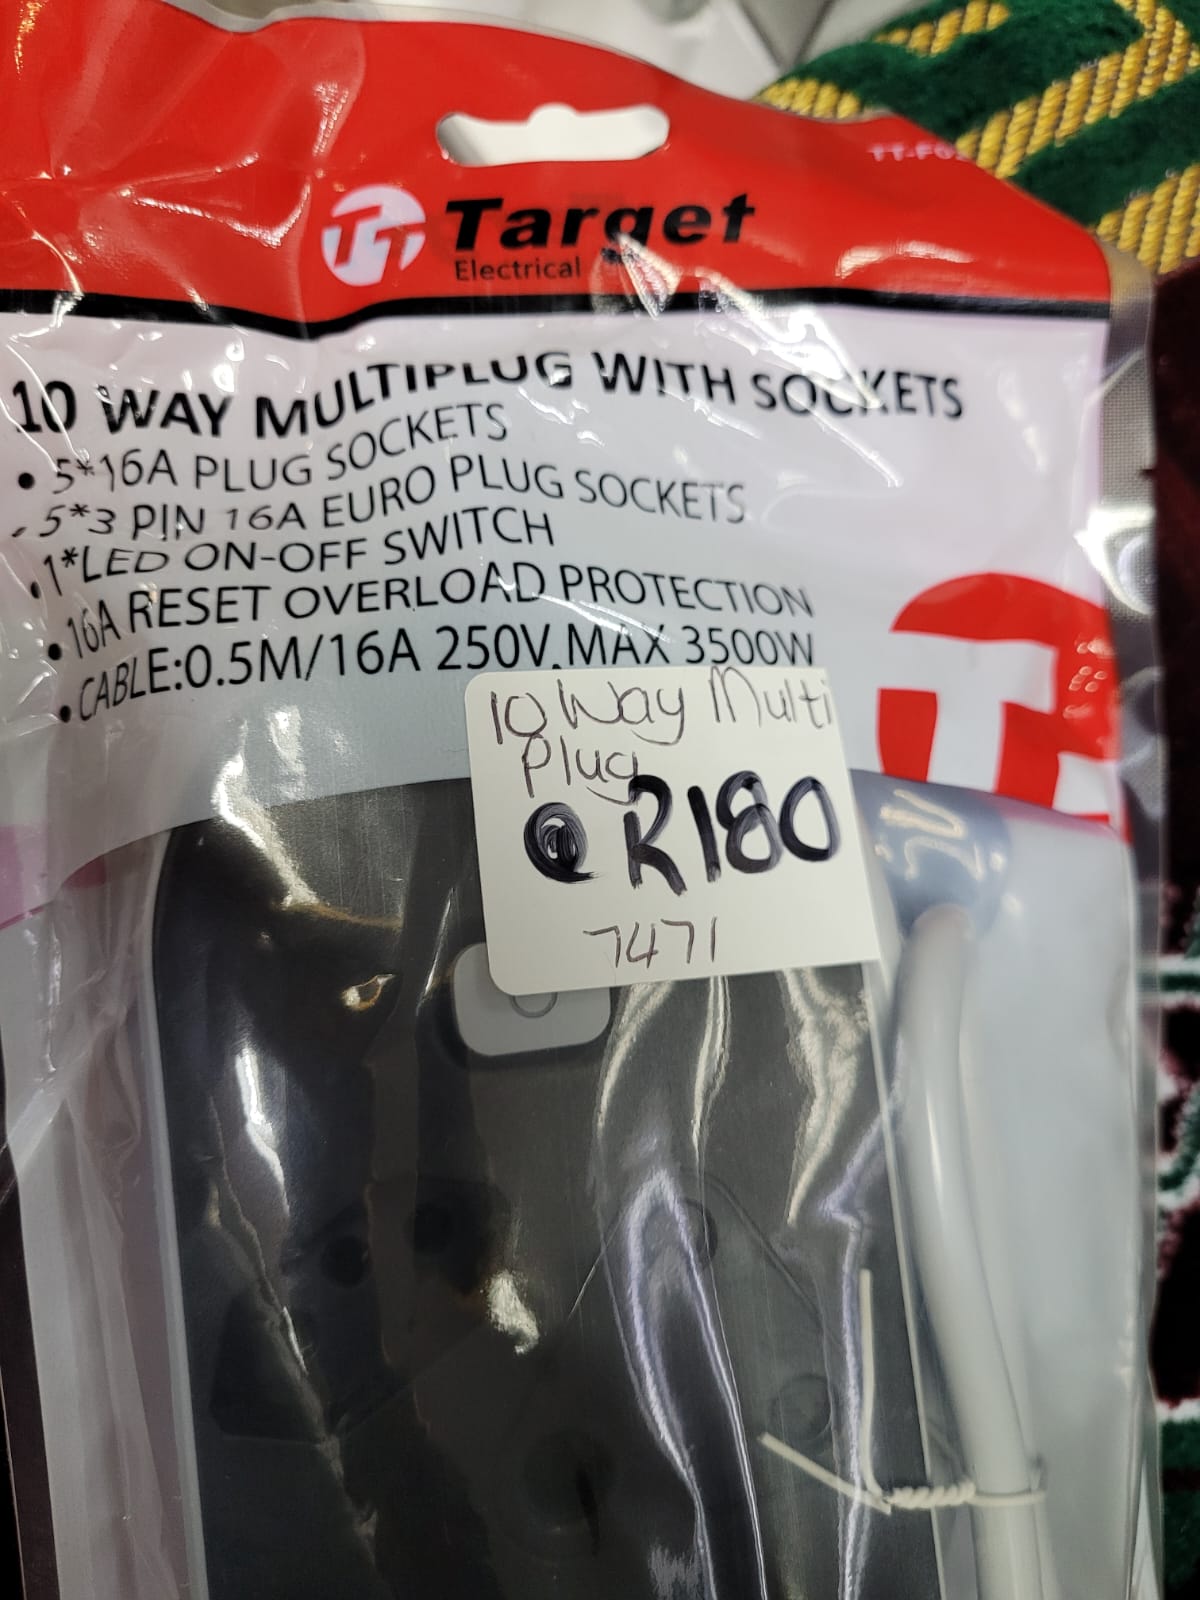 TT
Target
Electrical
10 WAY MULTIPLUG WITH SOCKETS
• 5*16A PLUG SOCKETS
• 5*3 PIN 16A EURO PLUG SOCKETS
• 1*LED ON-OFF SWITCH
• 16A RESET OVERLOAD PROTECTION
• CABLE:0.5M/16A 250V.MAX 3500W
10 Way Multi
Plug
@ R180
7471